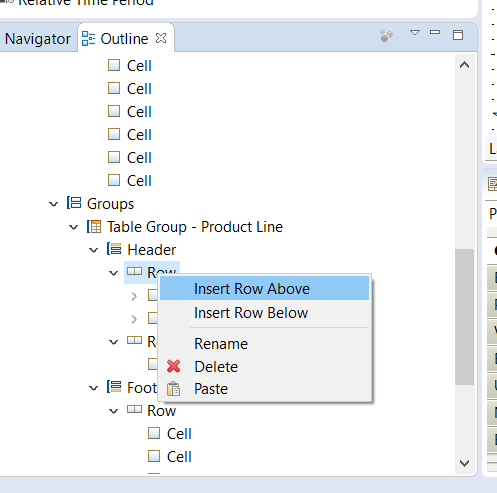 Relative Time Period
Navigator
Outline
Cell
Cell
Cell
Cell
Cell
Cell
Groups
Table Group - Product Line
Header
Row
Insert Row Above
Insert Row Below
Rename
Delete
Paste
Foot
Row
Cell
Cell